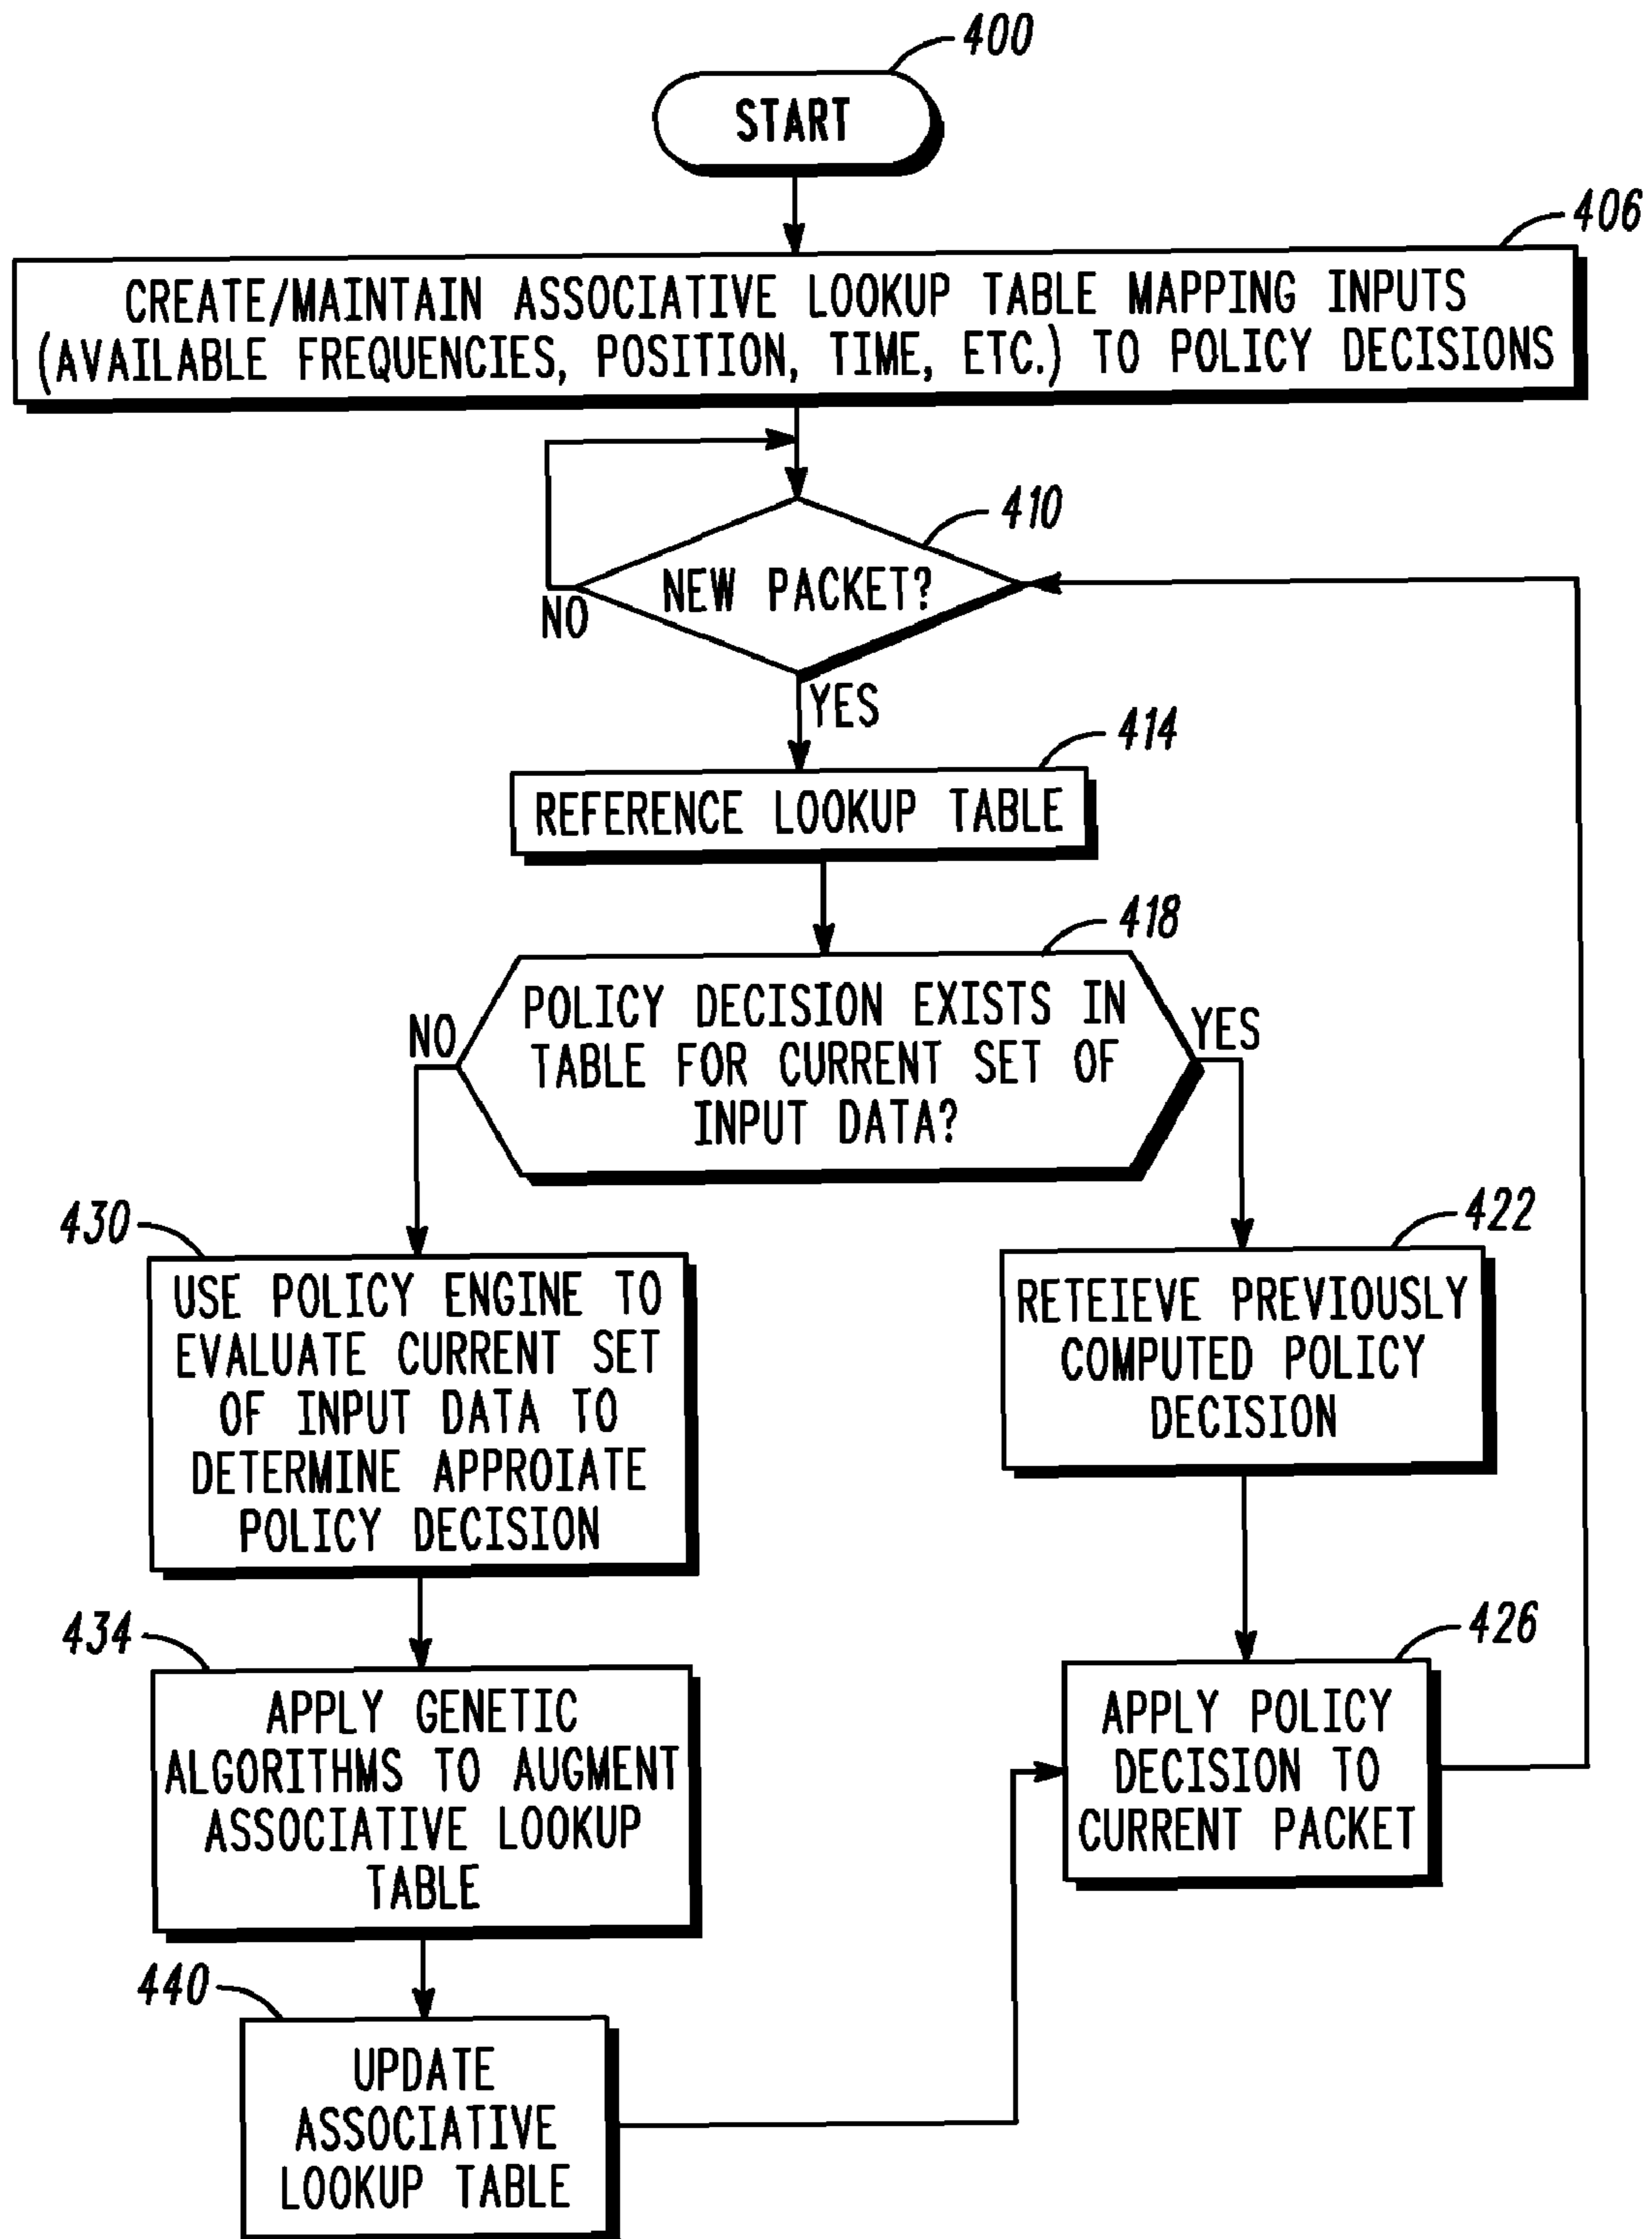 400
START
406
CREATE/MAINTAIN ASSOCIATIVE LOOKUP TABLE MAPPING INPUTS
(AVAILABLE FREQUENCIES, POSITION, TIME, ETC.) TO POLICY DECISIONS
410
NEW PACKET?
NO
YES
414
REFERENCE LOOKUP TABLE
418
POLICY DECISION EXISTS IN
TABLE FOR CURRENT SET OF
INPUT DATA?
NO
YES
430
USE POLICY ENGINE TO
EVALUATE CURRENT SET
OF INPUT DATA TO
DETERMINE APPROIATE
POLICY DECISION
422
RETEIEVE PREVIOUSLY
COMPUTED POLICY
DECISION
434
APPLY GENETIC
ALGORITHMS TO AUGMENT
ASSOCIATIVE LOOKUP
TABLE
426
APPLY POLICY
DECISION TO
CURRENT PACKET
440
UPDATE
ASSOCIATIVE
LOOKUP TABLE